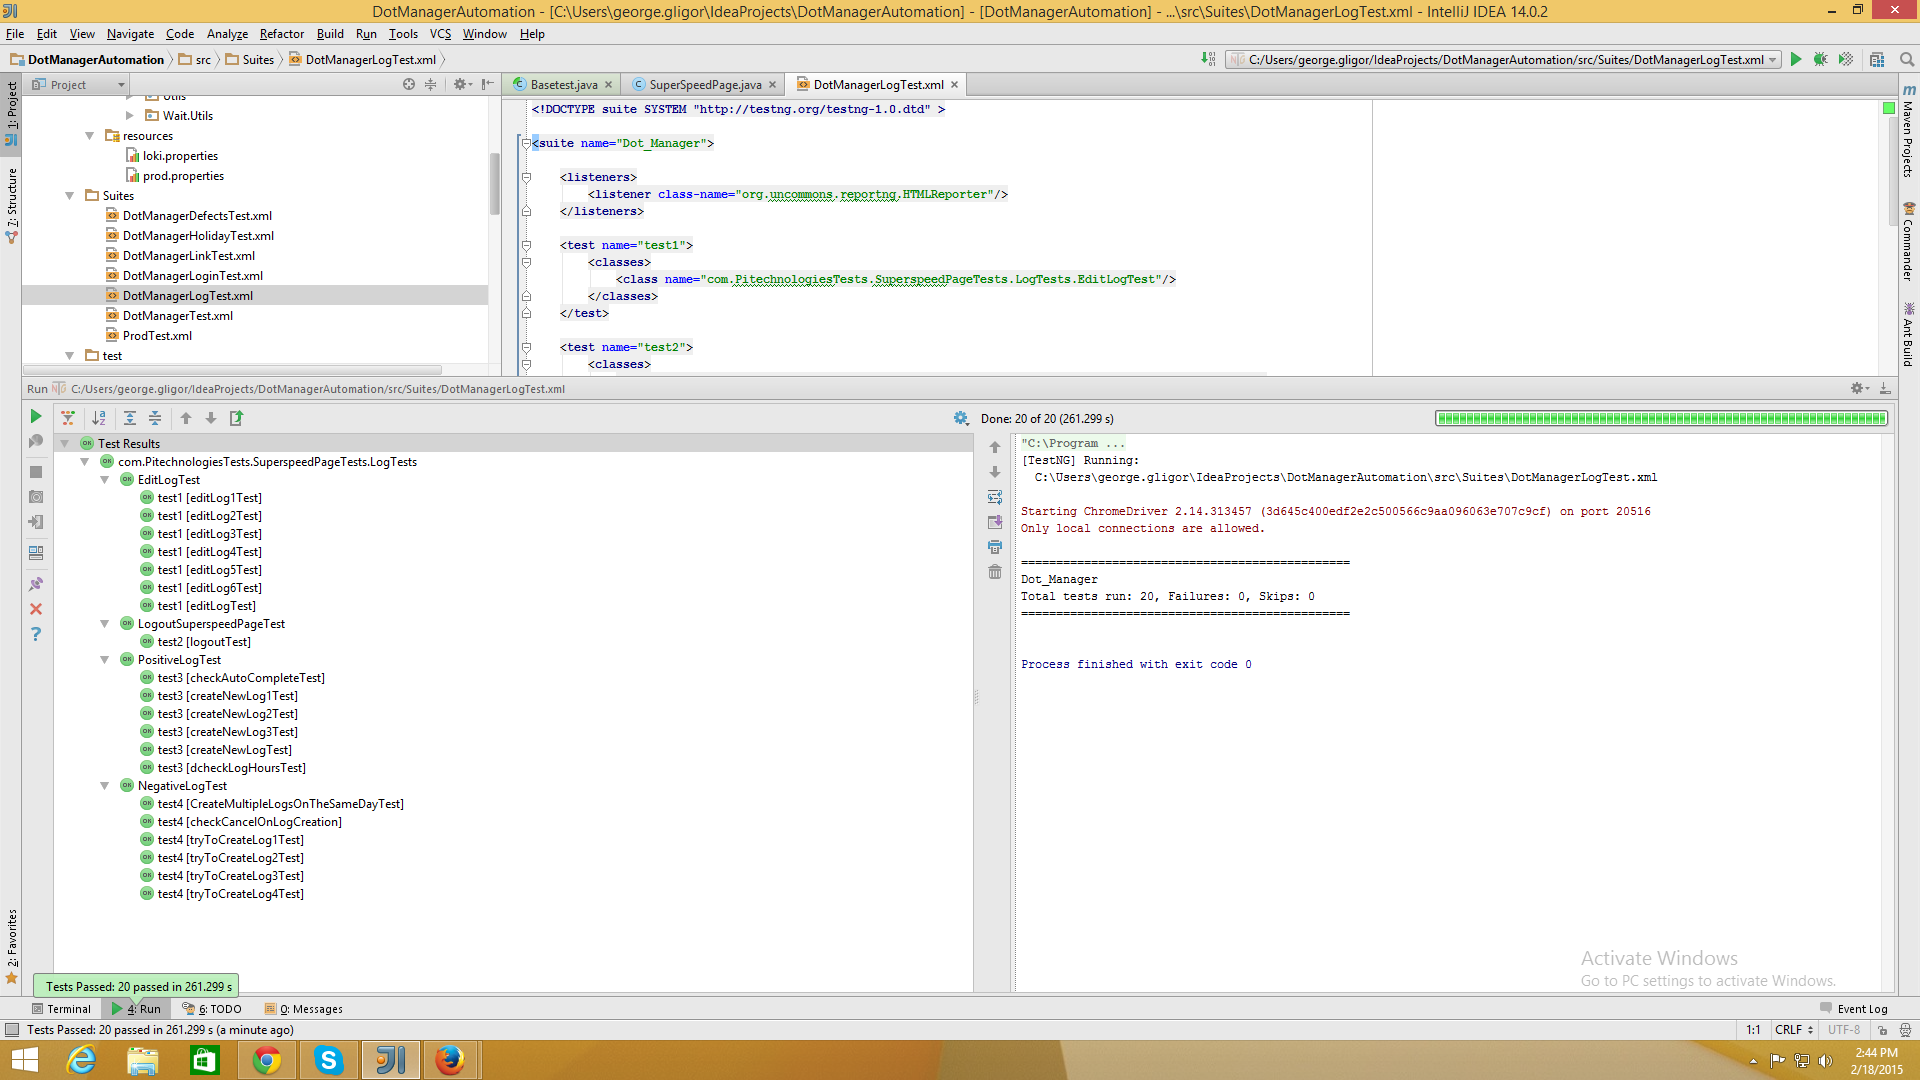 DotManagerAutomation - [C:\Users\george.gligor\IdeaProjects\DotManagerAutomation] - [DotManagerAutomation] - ...\src\Suites\DotManagerLogTest.xml - IntelliJ IDEA 14.0.2
File Edit View Navigate Code Analyze Refactor Build Run Tools VCS Window Help
DotManagerAutomation src Suites DotManagerLogTest.xml
C:/Users/george.gligor/IdeaProjects/DotManagerAutomation/src/Suites/DotManagerLogTest.xml
1: Project
7: Structure
2: Favorites
Project
Utils
Wait.Utils
resources
loki.properties
prod.properties
Suites
DotManagerDefectsTest.xml
DotManagerHolidayTest.xml
DotManagerLinkTest.xml
DotManagerLoginTest.xml
DotManagerLogTest.xml
DotManagerTest.xml
ProdTest.xml
test
Basetest.java SuperSpeedPage.java DotManagerLogTest.xml
<!DOCTYPE suite SYSTEM "http://testng.org/testng-1.0.dtd" >
<suite name="Dot_Manager">
<listeners>
<listener class-name="org.uncommons.reportng.HTMLReporter"/>
</listeners>
<test name="test1">
<classes>
<class name="com.PitechnologiesTests.SuperspeedPageTests.LogTests.EditLogTest"/>
</classes>
</test>
<test name="test2">
<classes>
Maven Projects
Commander
Ant Build
Run C:/Users/george.gligor/IdeaProjects/DotManagerAutomation/src/Suites/DotManagerLogTest.xml
Done: 20 of 20 (261.299 s)
Test Results
com.PitechnologiesTests.SuperspeedPageTests.LogTests
EditLogTest
test1 [editLog1Test]
test1 [editLog2Test]
test1 [editLog3Test]
test1 [editLog4Test]
test1 [editLog5Test]
test1 [editLog6Test]
test1 [editLogTest]
LogoutSuperspeedPageTest
test2 [logoutTest]
PositiveLogTest
test3 [checkAutoCompleteTest]
test3 [createNewLog1Test]
test3 [createNewLog2Test]
test3 [createNewLog3Test]
test3 [createNewLogTest]
test3 [dcheckLogHoursTest]
NegativeLogTest
test4 [CreateMultipleLogsOnTheSameDayTest]
test4 [checkCancelOnLogCreation]
test4 [tryToCreateLog1Test]
test4 [tryToCreateLog2Test]
test4 [tryToCreateLog3Test]
test4 [tryToCreateLog4Test]
"C:\Program ...
[TestNG] Running:
C:\Users\george.gligor\IdeaProjects\DotManagerAutomation\src\Suites\DotManagerLogTest.xml
Starting ChromeDriver 2.14.313457 (3d645c400edf2e2c500566c9aa096063e707c9cf) on port 20516
Only local connections are allowed.
===============================================
Dot_Manager
Total tests run: 20, Failures: 0, Skips: 0
===============================================
Process finished with exit code 0
Activate Windows
Go to PC settings to activate Windows.
Tests Passed: 20 passed in 261.299 s
Terminal 4: Run 6: TODO 0: Messages Event Log
Tests Passed: 20 passed in 261.299 s (a minute ago) 1:1 CRLF UTF-8
2:44 PM
2/18/2015